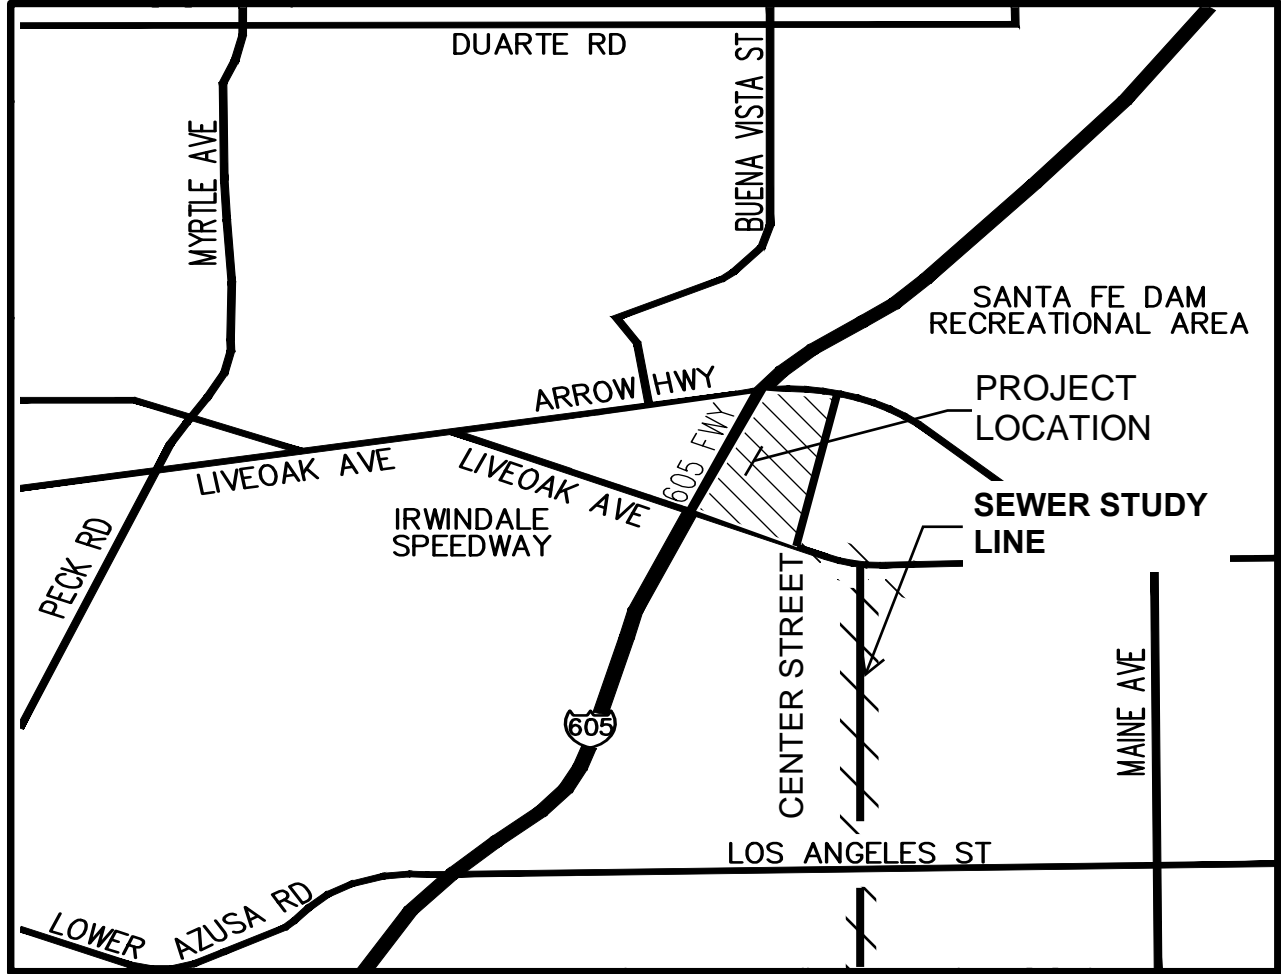 DUARTE RD
BUENA VISTA ST
MYRTLE AVE
SANTA FE DAM
RECREATIONAL AREA
ARROW HWY
PROJECT
LOCATION
605 FWY
LIVEOAK AVE
LIVEOAK AVE
IRWINDALE
SPEEDWAY
SEWER STUDY
LINE
PECK RD
CENTER STREET
MAINE AVE
605
LOS ANGELES ST
LOWER AZUSA RD